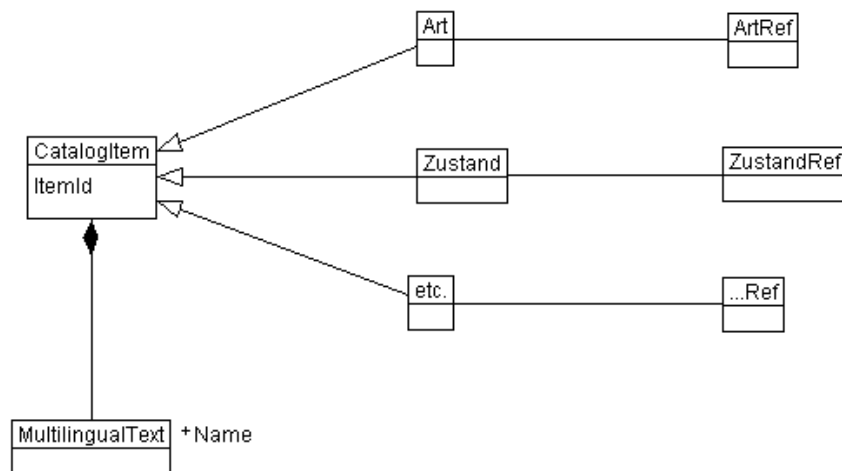 Art
ArtRef
CatalogItem
ItemId
Zustand
ZustandRef
etc.
...Ref
MultilingualText
+Name